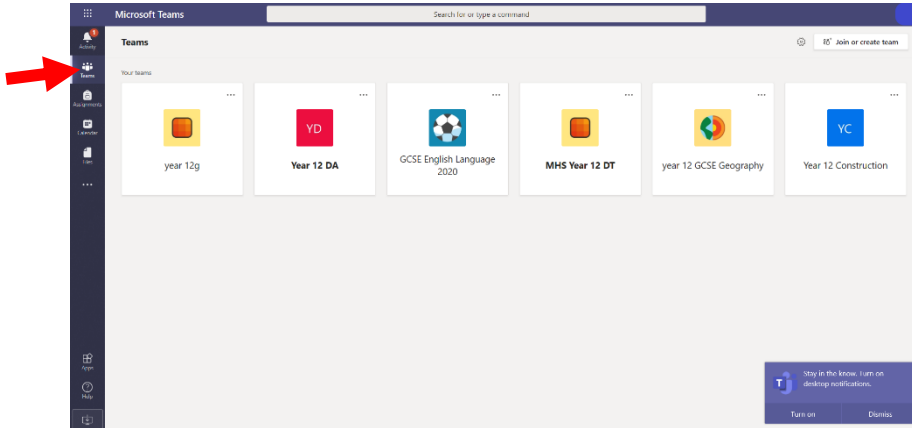 Microsoft Teams
Search for or type a command
1
Activity
Teams
Join or create team
Teams
Your teams
Assignments
Calendar
Files
year 12g
YD
Year 12 DA
GCSE English Language
2020
MHS Year 12 DT
year 12 GCSE Geography
YC
Year 12 Construction
Apps
Help
T
Stay in the know. Turn on
desktop notifications.
Turn on
Dismiss